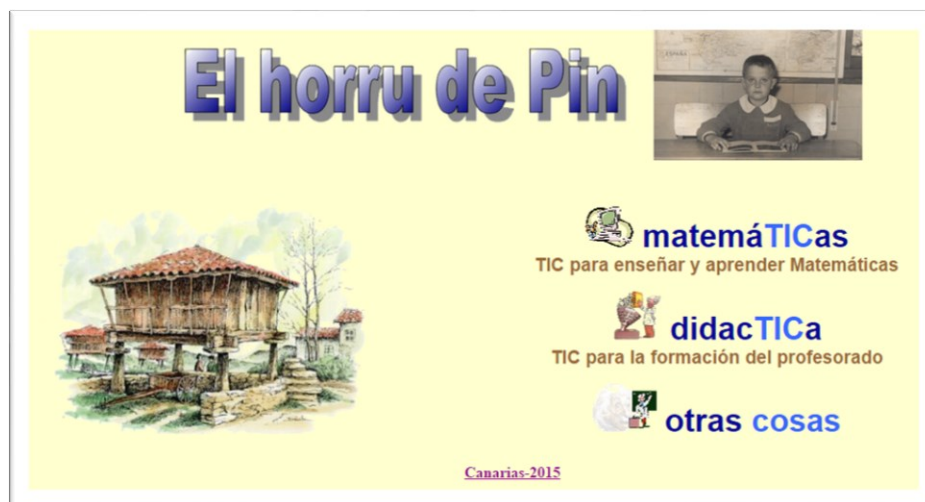 El horru de Pin
matemáTICas
TIC para enseñar y aprender Matemáticas
didacTICa
TIC para la formación del profesorado
otras cosas
Canarias-2015